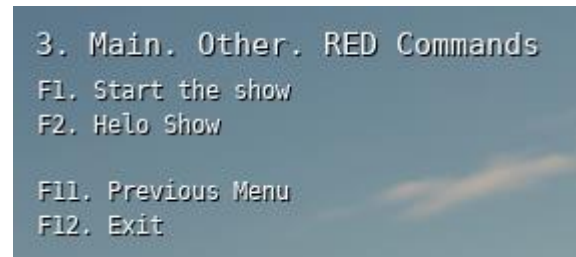 3. Main. Other. RED Commands
F1. Start the show
F2. Helo Show
F11. Previous Menu
F12. Exit